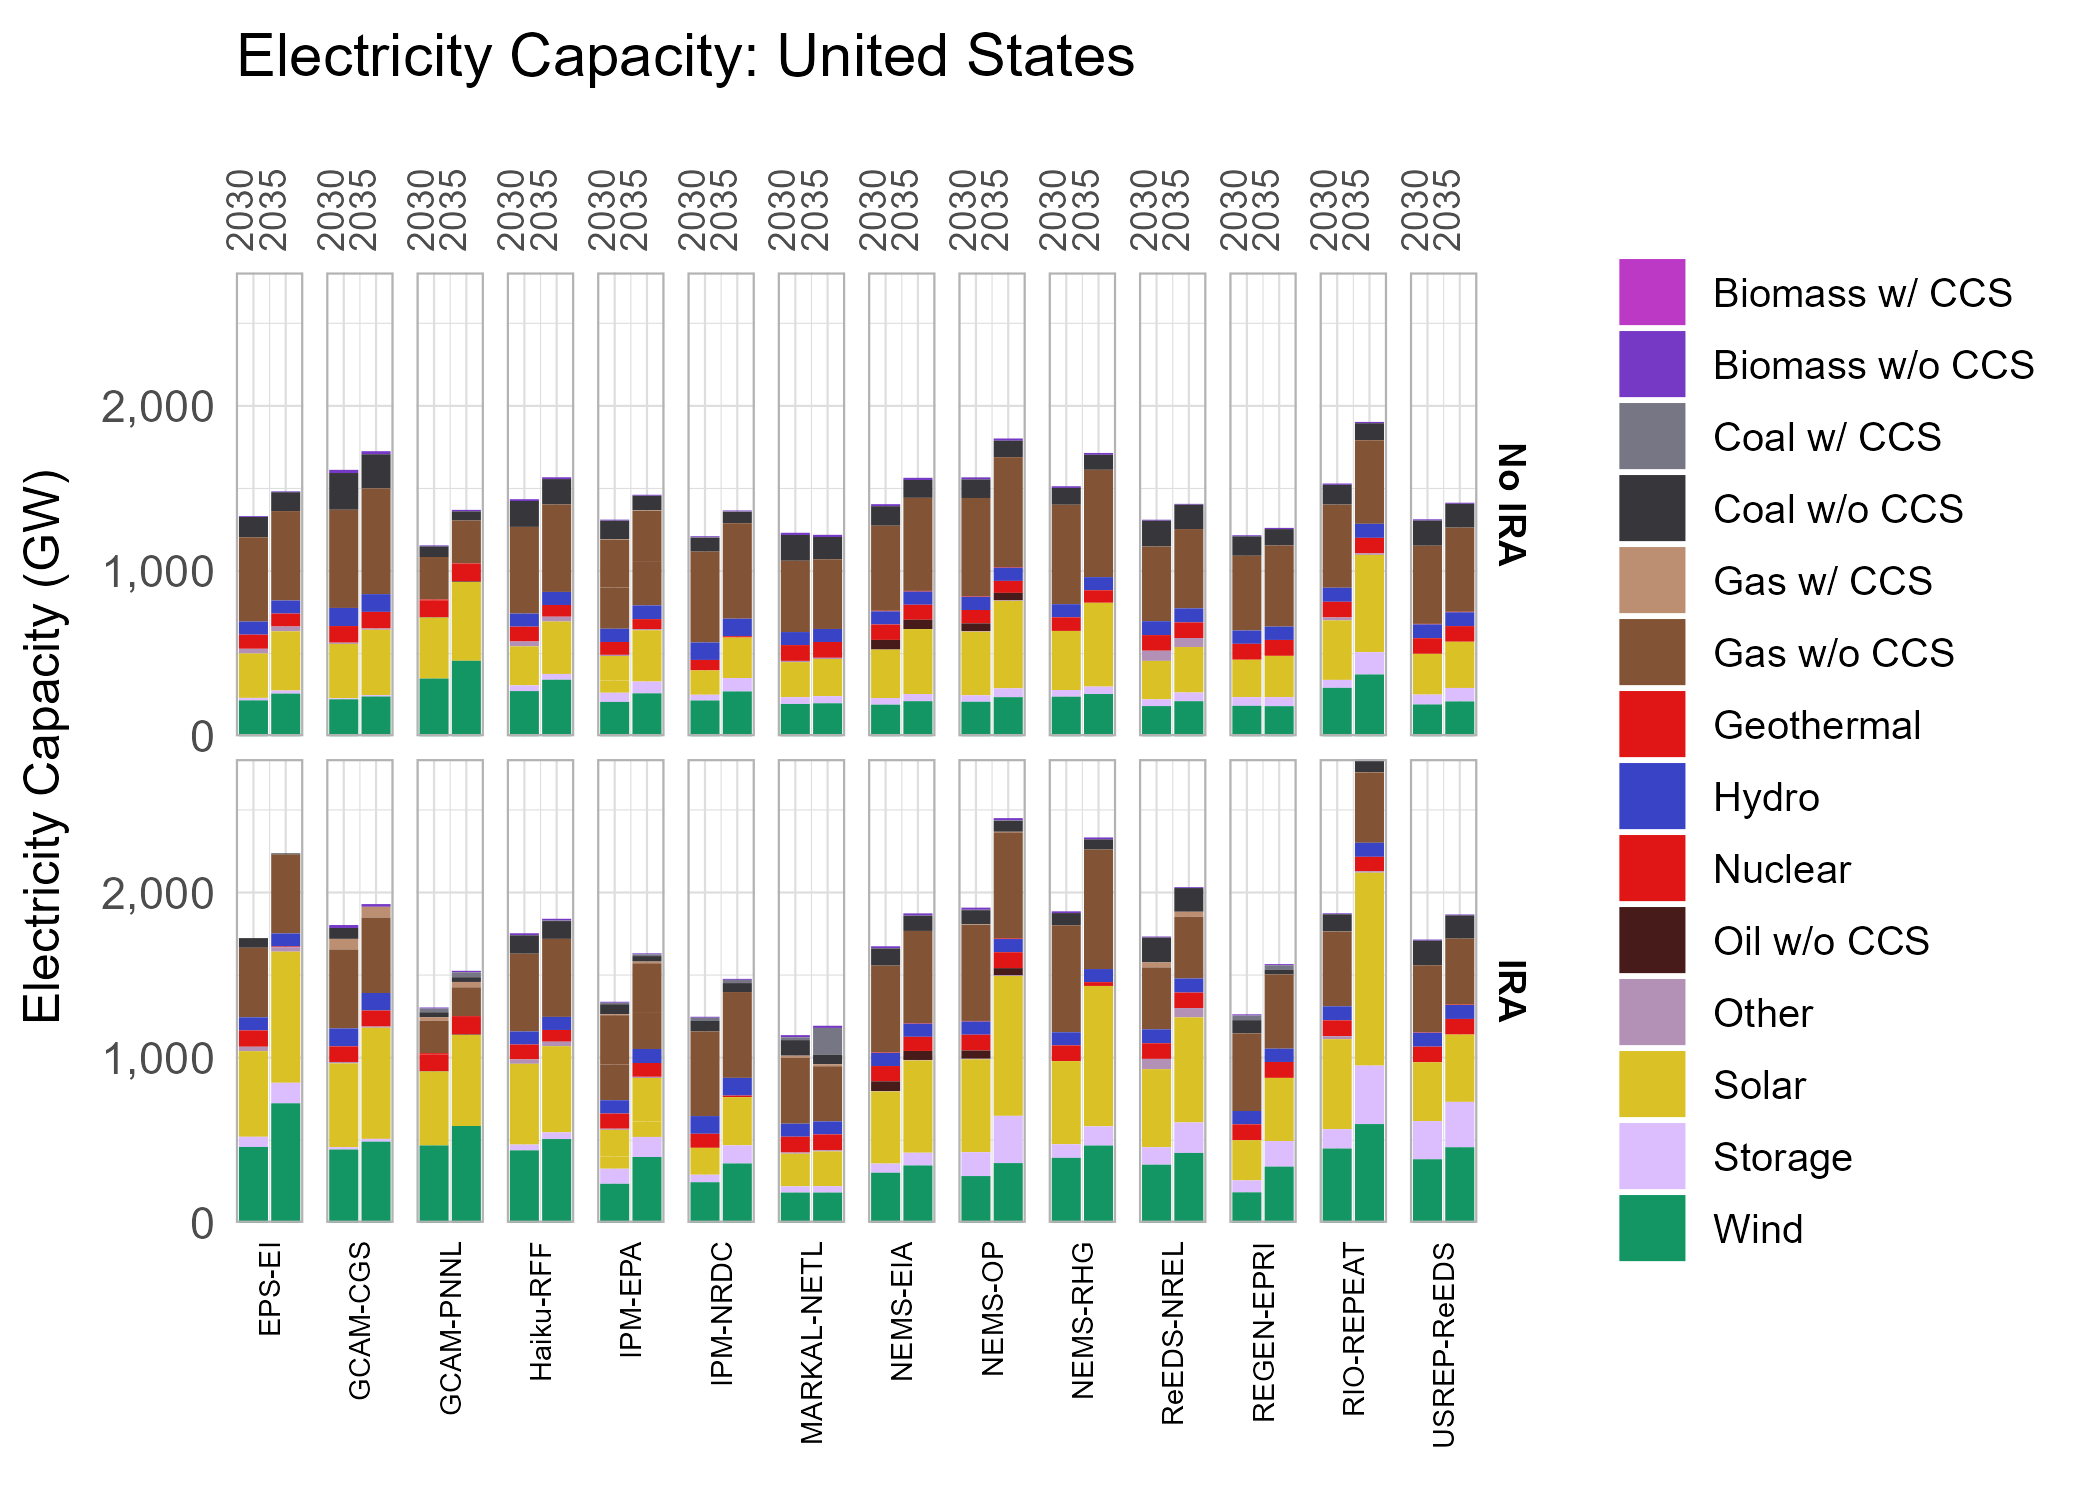 Electricity Capacity: United States
2030
2035
2030
2035
2030
2035
2030
2035
2030
2035
2030
2035
2030
2035
2030
2035
2030
2035
2030
2035
2030
2035
2030
2035
2030
2035
2030
2035
Electricity Capacity (GW)
2,000
1,000
0
No IRA
2,000
1,000
0
IRA
EPS-EI
GCAM-CGS
GCAM-PNNL
Haiku-RFF
IPM-EPA
IPM-NRDC
MARKAL-NETL
NEMS-EIA
NEMS-OP
NEMS-RHG
ReEDS-NREL
REGEN-EPRI
RIO-REPEAT
USREP-ReEDS
Biomass w/ CCS
Biomass w/o CCS
Coal w/ CCS
Coal w/o CCS
Gas w/ CCS
Gas w/o CCS
Geothermal
Hydro
Nuclear
Oil w/o CCS
Other
Solar
Storage
Wind